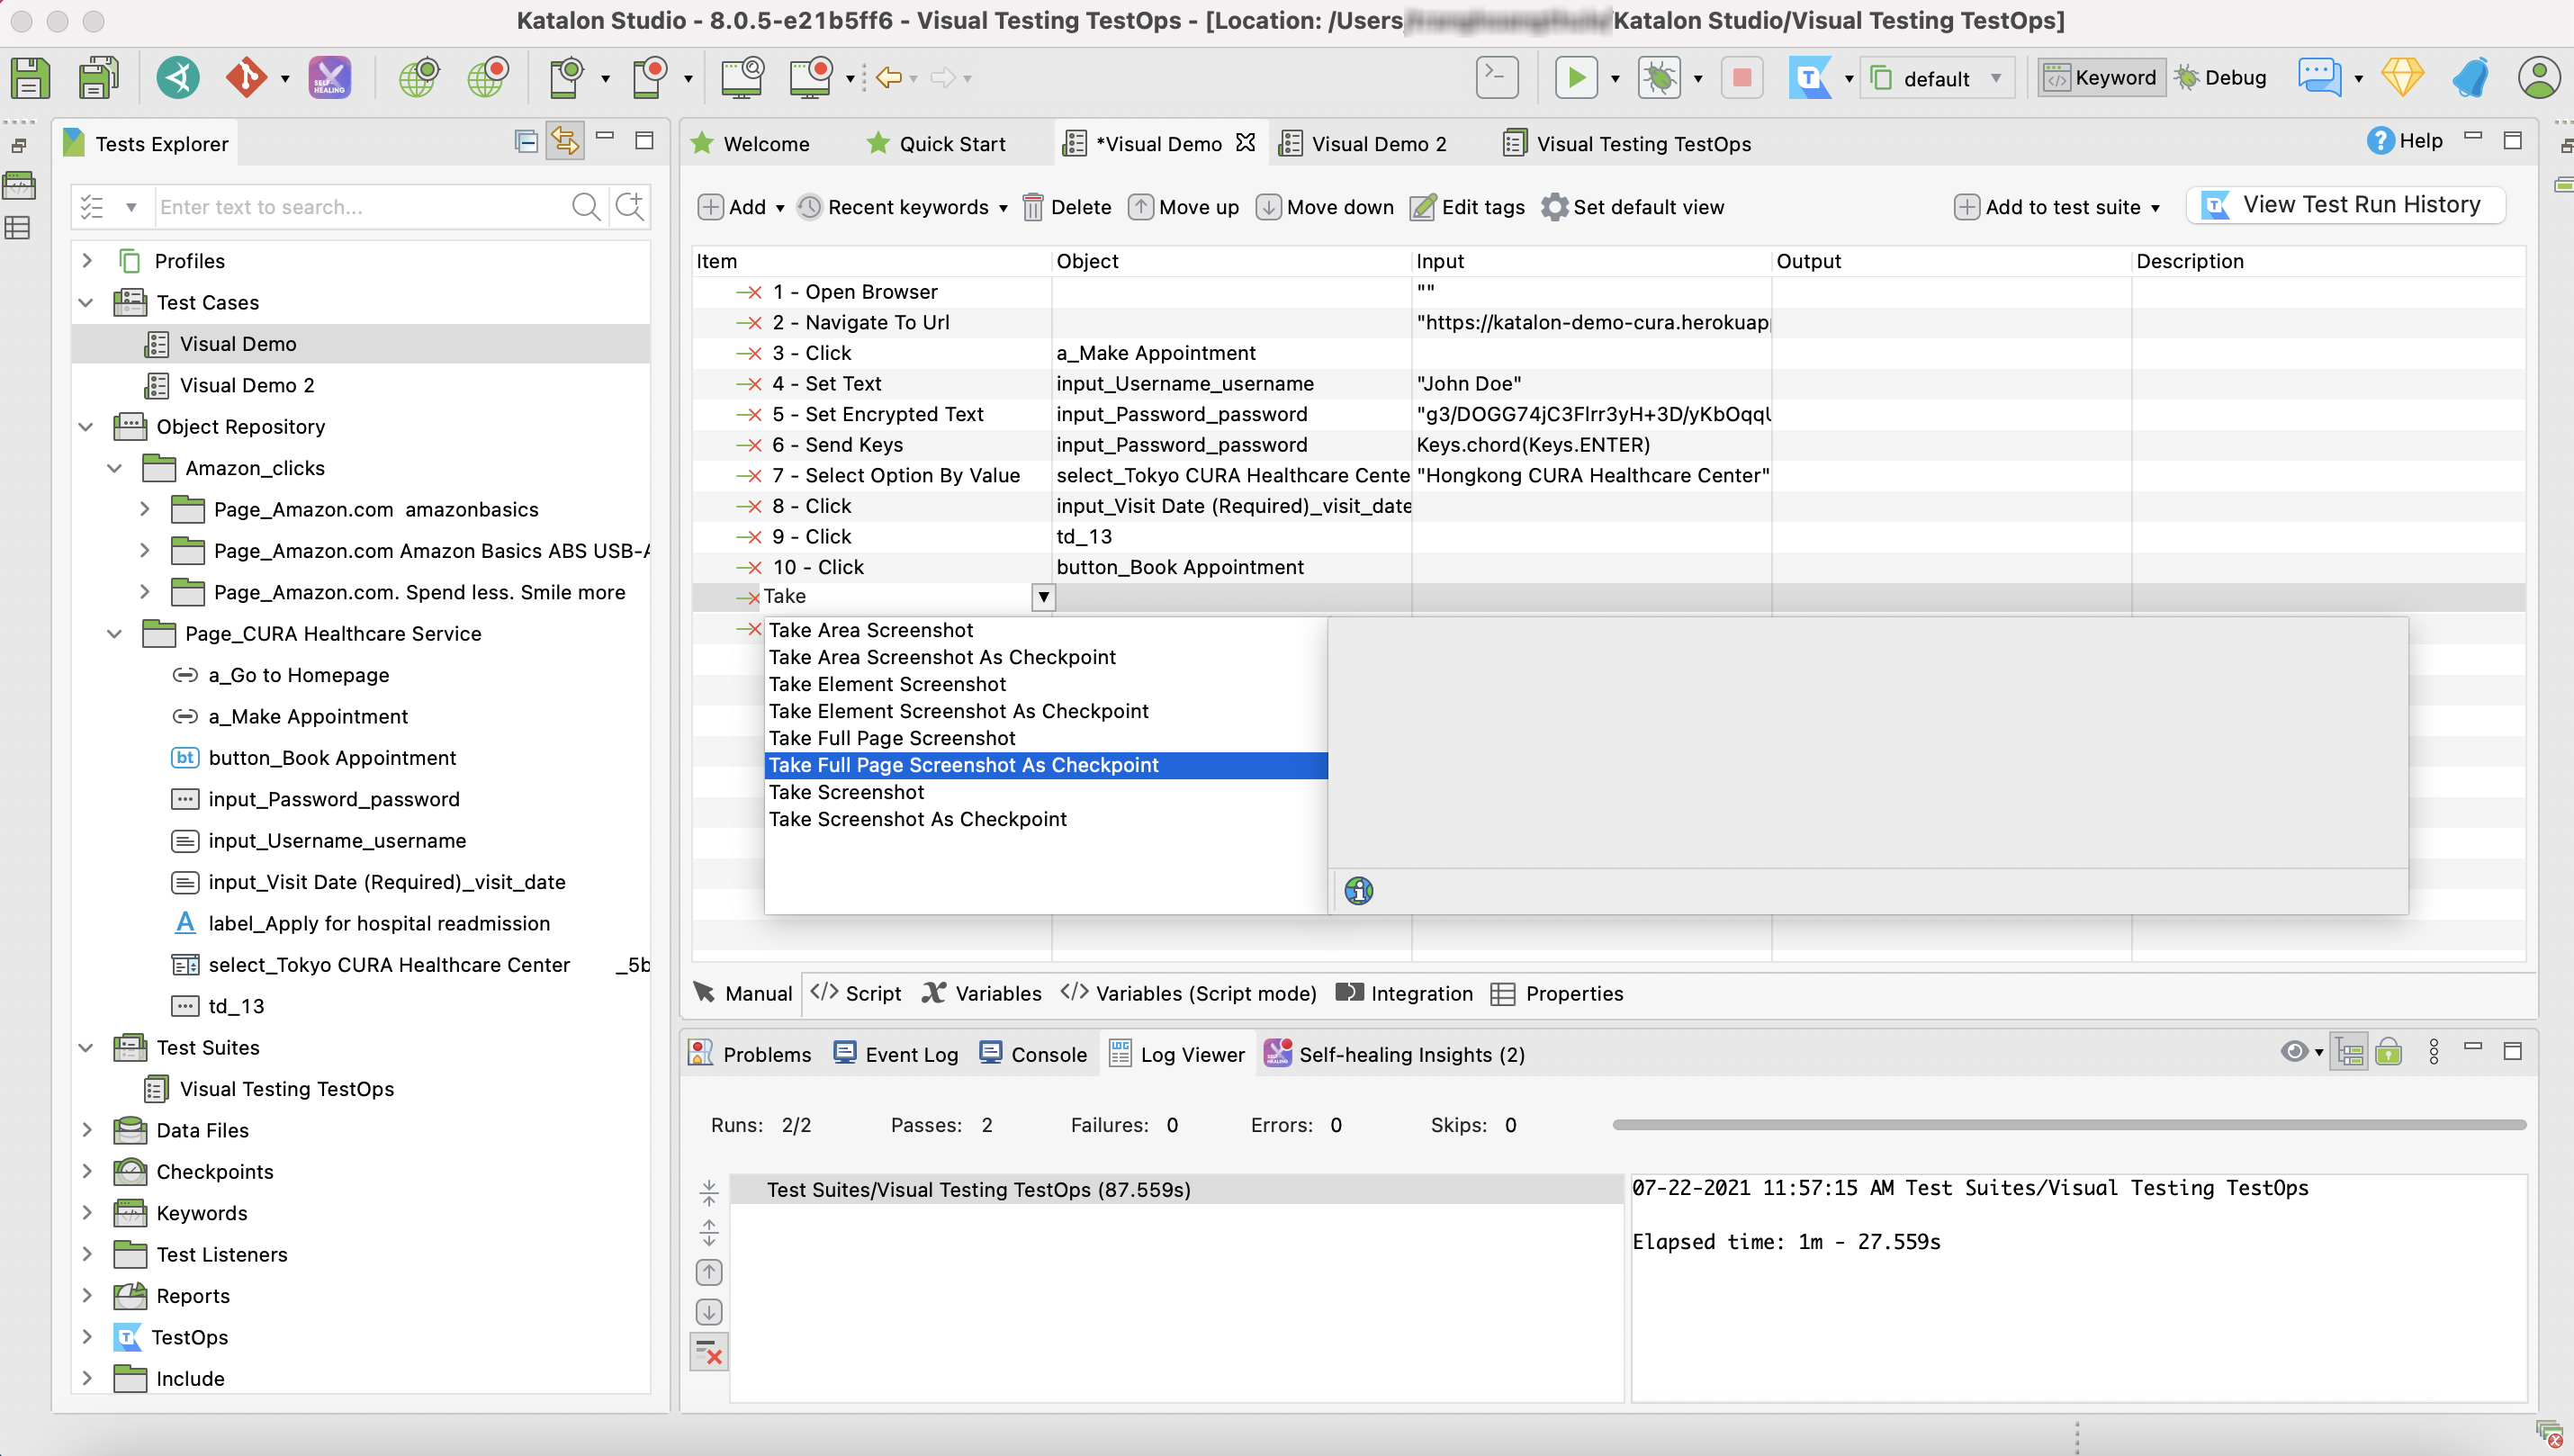 Katalon Studio - 8.0.5-e21b5ff6 - Visual Testing TestOps - [Location: /Users/ Katalon Studio/Visual Testing TestOps]
SELF HEALING
default
Keyword
Debug
Tests Explorer
Enter text to search...
Profiles
Test Cases
Visual Demo
Visual Demo 2
Object Repository
Amazon_clicks
Page_Amazon.com  amazonbasics
Page_Amazon.com Amazon Basics ABS USB-A
Page_Amazon.com. Spend less. Smile more
Page_CURA Healthcare Service
a_Go to Homepage
a_Make Appointment
bt button_Book Appointment
input_Password_password
input_Username_username
input_Visit Date (Required)_visit_date
A label_Apply for hospital readmission
select_Tokyo CURA Healthcare Center _5b
td_13
Test Suites
Visual Testing TestOps
Data Files
Checkpoints
Keywords
Test Listeners
Reports
TestOps
Include
Welcome
Quick Start
*Visual Demo
Visual Demo 2
Visual Testing TestOps
? Help
Add
Recent keywords
Delete
Move up
Move down
Edit tags
Set default view
Add to test suite
View Test Run History
Item Object Input Output Description
1 - Open Browser ""
2 - Navigate To Url "https://katalon-demo-cura.herokuap
3 - Click a_Make Appointment
4 - Set Text input_Username_username "John Doe"
5 - Set Encrypted Text input_Password_password "g3/DOGG74jC3Flrr3yH+3D/yKbOqqU
6 - Send Keys input_Password_password Keys.chord(Keys.ENTER)
7 - Select Option By Value select_Tokyo CURA Healthcare Cente "Hongkong CURA Healthcare Center"
8 - Click input_Visit Date (Required)_visit_date
9 - Click td_13
10 - Click button_Book Appointment
Take
Take Area Screenshot
Take Area Screenshot As Checkpoint
Take Element Screenshot
Take Element Screenshot As Checkpoint
Take Full Page Screenshot
Take Full Page Screenshot As Checkpoint
Take Screenshot
Take Screenshot As Checkpoint
Manual
Script
Variables
Variables (Script mode)
Integration
Properties
Problems
Event Log
Console
Log Viewer
Self-healing Insights (2)
Runs: 2/2 Passes: 2 Failures: 0 Errors: 0 Skips: 0
Test Suites/Visual Testing TestOps (87.559s)
07-22-2021 11:57:15 AM Test Suites/Visual Testing TestOps
Elapsed time: 1m - 27.559s